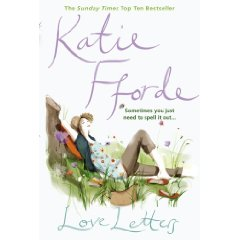 The Sunday Times Top Ten Bestseller
Katie
Fforde
Sometimes you just
need to spell it out...
Love Letters